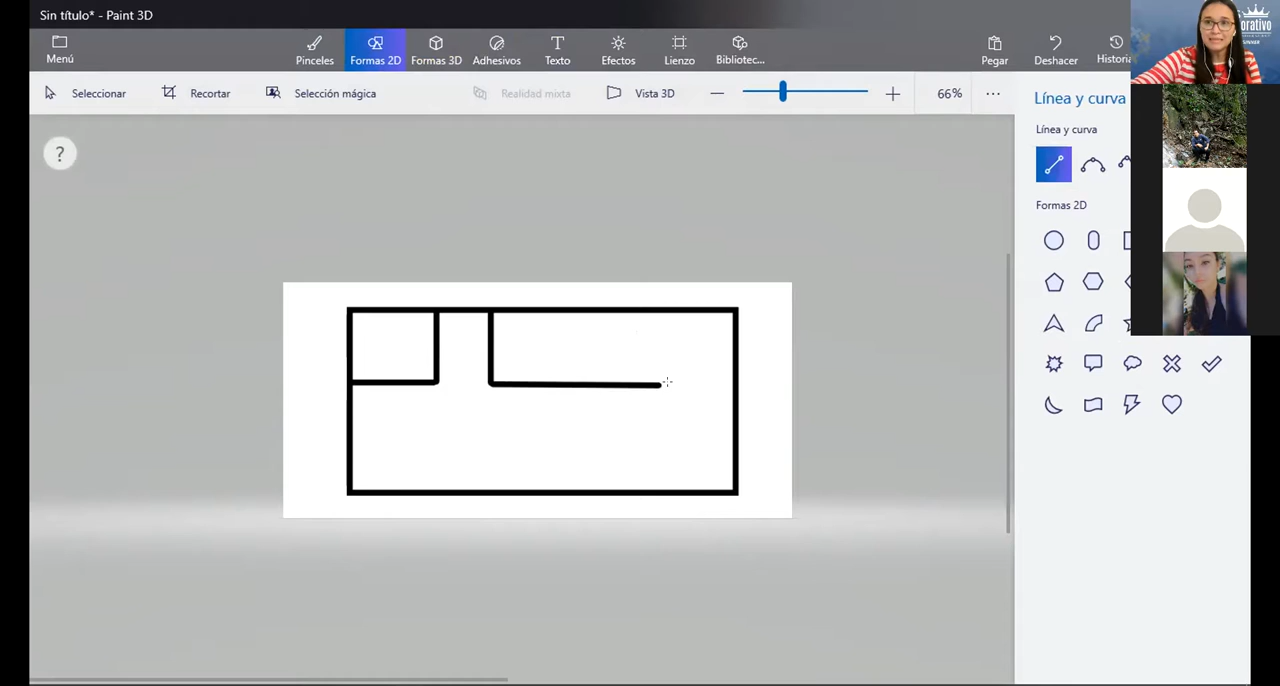 Sin título* - Paint 3D
Menú
Pinceles
Formas 2D
Formas 3D
Adhesivos
Texto
Efectos
Lienzo
Bibliotec...
Pegar
Deshacer
Historia
orativo
Seleccionar
Recortar
Selección mágica
Realidad mixta
Vista 3D
66%
Línea y curva
?
Línea y curva
Formas 2D